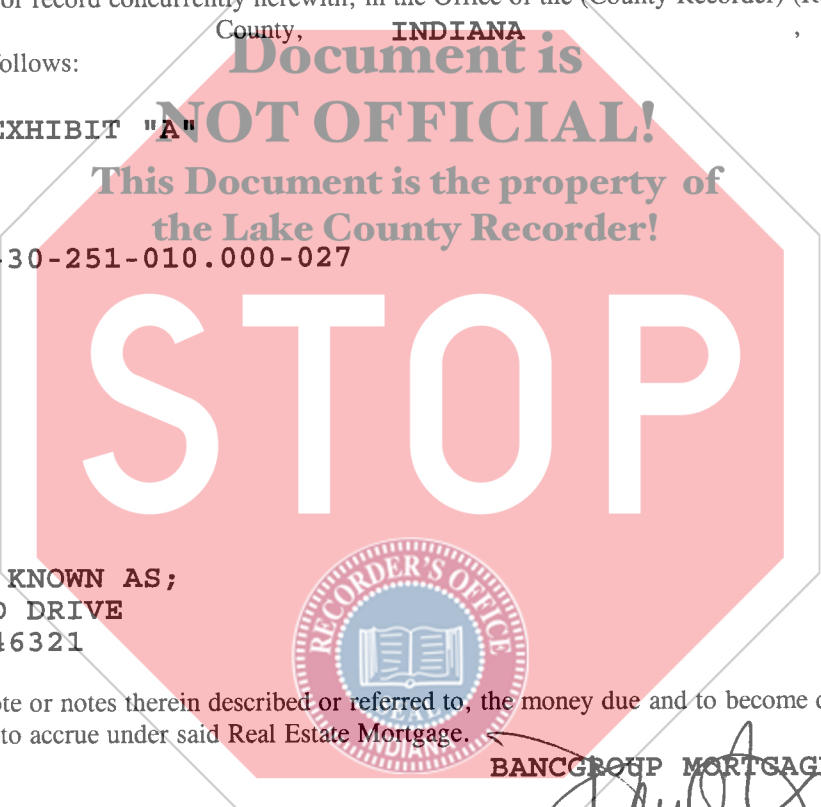 of record concurrently herewith, in the Office of the (County Recorder)
County, INDIANA ,
follows:
Document is
EXHIBIT "A"
NOT OFFICIAL!
This Document is the property of
the Lake County Recorder!
-30-251-010.000-027
STOP
KNOWN AS;
DRIVE
46321
RECORDER'S OFFICE
SEAL
INDIANA
or notes therein described or referred to, the money due and to become
to accrue under said Real Estate Mortgage.
BANCGROUP MORTGAGE